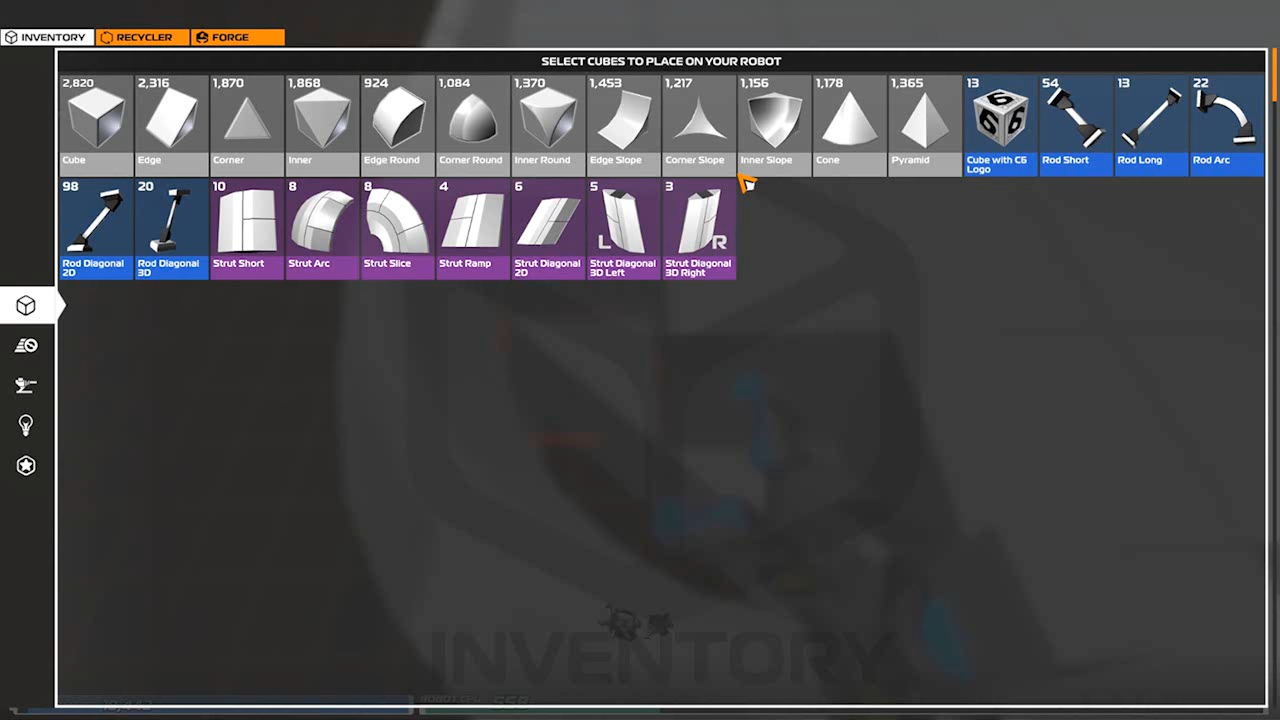 INVENTORY
RECYCLER
FORGE
SELECT CUBES TO PLACE ON YOUR ROBOT
2,820
2,316
1,870
1,868
924
1,084
1,370
1,453
1,217
1,156
1,178
1,365
13
54
13
22
6
6 6
Cube
Edge
Corner
Inner
Edge Round
Corner Round
Inner Round
Edge Slope
Corner Slope
Inner Slope
Cone
Pyramid
Cube with C6
Logo
Rod Short
Rod Long
Rod Arc
98
20
10
8
8
4
6
5
3
L
R
Rod Diagonal
2D
Rod Diagonal
3D
Strut Short
Strut Arc
Strut Slice
Strut Ramp
Strut Diagonal
2D
Strut Diagonal
3D Left
Strut Diagonal
3D Right
INVENTORY